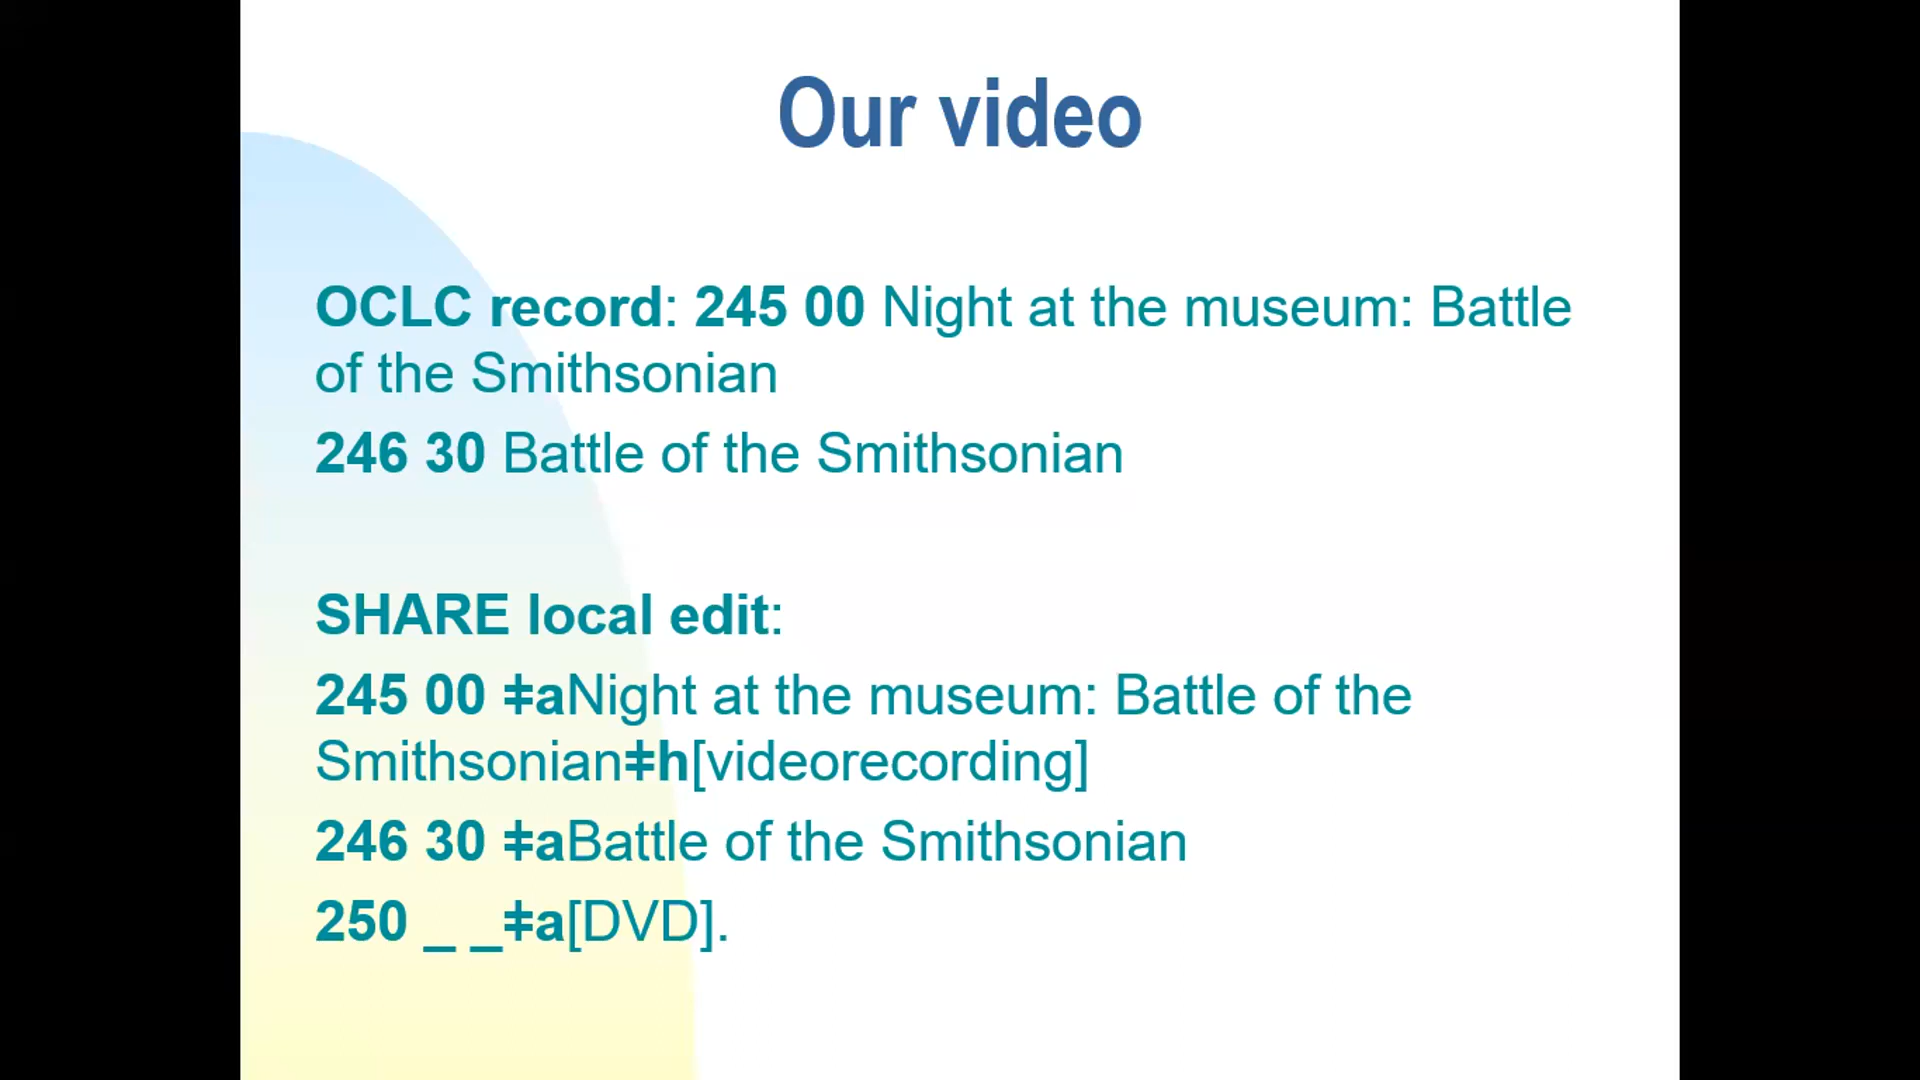 Our video
OCLC record: 245 00 Night at the museum: Battle
of the Smithsonian
246 30 Battle of the Smithsonian
SHARE local edit:
245 00 ǂaNight at the museum: Battle of the
Smithsonianǂh[videorecording]
246 30 ǂaBattle of the Smithsonian
250 _ _ǂa[DVD].